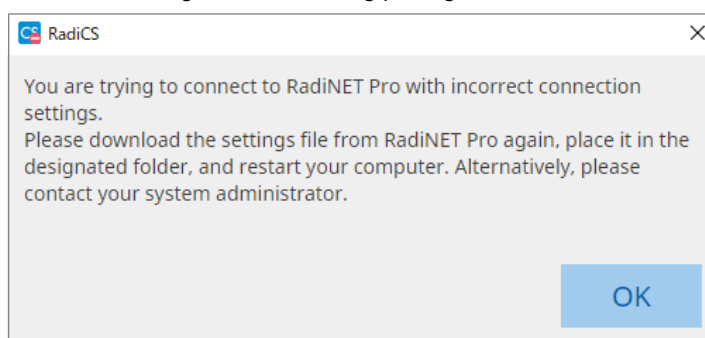 CS RadiCS
You are trying to connect to RadiNET Pro with incorrect connection
settings.
Please download the settings file from RadiNET Pro again, place it in the
designated folder, and restart your computer. Alternatively, please
contact your system administrator.
OK